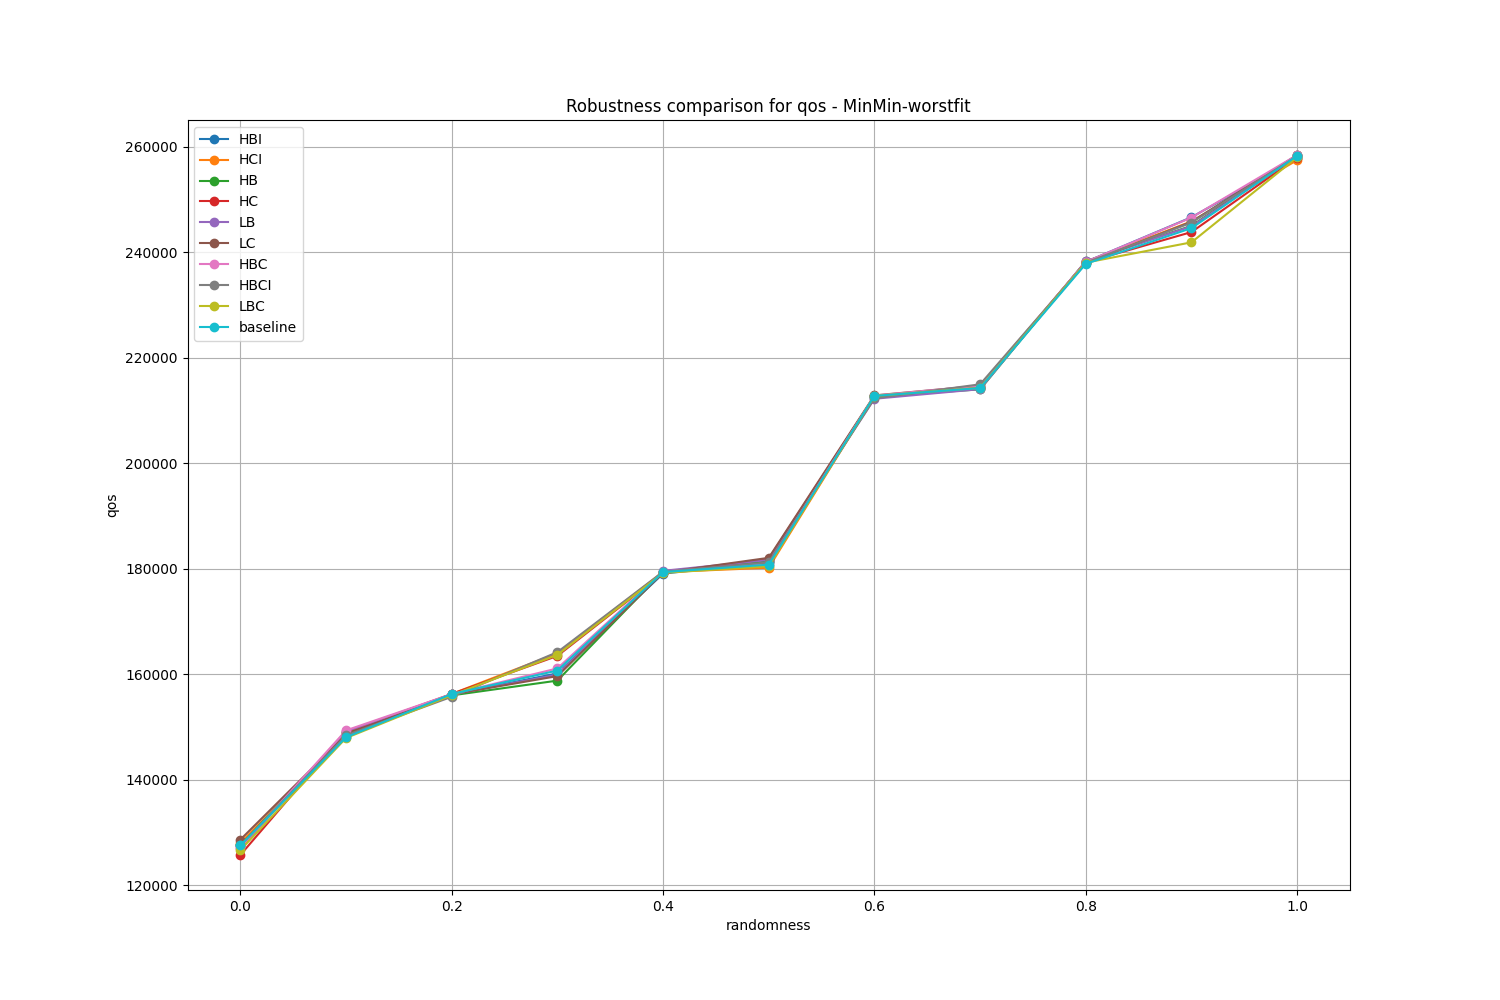 Robustness comparison for qos - MinMin-worstfit
HBI
HCI
HB
HC
LB
LC
HBC
HBCI
LBC
baseline
260000
240000
220000
200000
180000
160000
140000
120000
qos
0.0 0.2 0.4 0.6 0.8 1.0
randomness